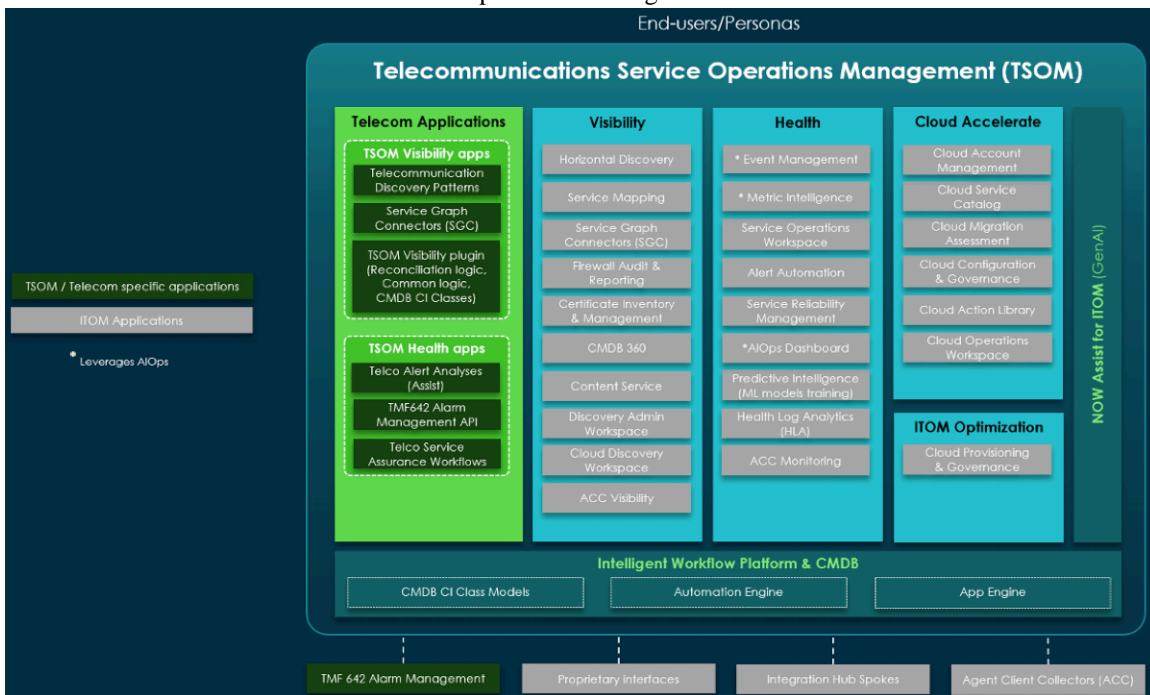 End-users/Personas
Telecommunications Service Operations Management (TSOM)
Telecom Applications
TSOM Visibility apps
Telecommunication
Discovery Patterns
Service Graph
Connectors (SGC)
TSOM Visibility plugin
(Reconciliation logic,
Common logic,
CMDB CI Classes)
TSOM Health apps
Telco Alert Analyses
(Assist)
TMF642 Alarm
Management API
Telco Service
Assurance Workflows
Visibility
Horizontal Discovery
Service Mapping
Service Graph
Connectors (SGC)
Firewall Audit &
Reporting
Certificate Inventory
& Management
CMDB 360
Content Service
Discovery Admin
Workspace
Cloud Discovery
Workspace
ACC Visibility
Health
* Event Management
* Metric Intelligence
Service Operations
Workspace
Alert Automation
Service Reliability
Management
*AIOps Dashboard
Predictive Intelligence
(ML models training)
Health Log Analytics
(HLA)
ACC Monitoring
Cloud Accelerate
Cloud Account
Management
Cloud Service
Catalog
Cloud Migration
Assessment
Cloud Configuration
& Governance
Cloud Action Library
Cloud Operations
Workspace
ITOM Optimization
Cloud Provisioning
& Governance
NOW Assist for ITOM (GenAI)
TSOM / Telecom specific applications
ITOM Applications
* Leverages AIOps
Intelligent Workflow Platform & CMDB
CMDB CI Class Models
Automation Engine
App Engine
TMF 642 Alarm Management
Proprietary interfaces
Integration Hub Spokes
Agent Client Collectors (ACC)